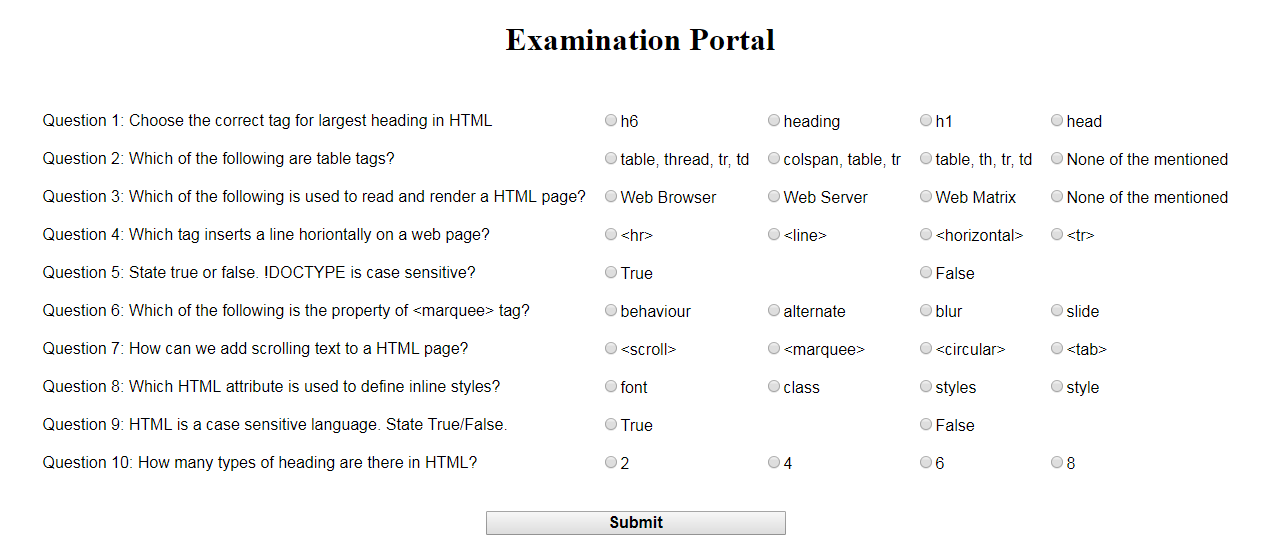 Examination Portal
Question 1: Choose the correct tag for largest heading in HTML h6 heading h1 head
Question 2: Which of the following are table tags? table, thread, tr, td colspan, table, tr table, th, tr, td None of the mentioned
Question 3: Which of the following is used to read and render a HTML page? Web Browser Web Server Web Matrix None of the mentioned
Question 4: Which tag inserts a line horiontally on a web page? <hr> <line> <horizontal> <tr>
Question 5: State true or false. !DOCTYPE is case sensitive? True False
Question 6: Which of the following is the property of <marquee> tag? behaviour alternate blur slide
Question 7: How can we add scrolling text to a HTML page? <scroll> <marquee> <circular> <tab>
Question 8: Which HTML attribute is used to define inline styles? font class styles style
Question 9: HTML is a case sensitive language. State True/False. True False
Question 10: How many types of heading are there in HTML? 2 4 6 8
Submit